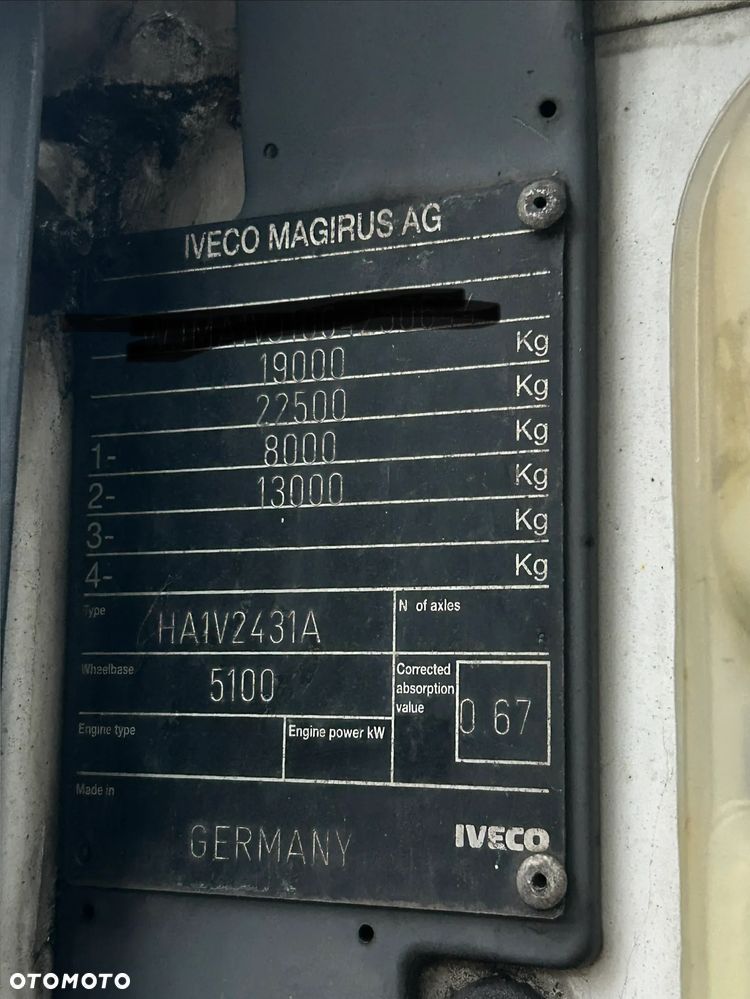 IVECO MAGIRUS AG
19000 Kg
22500 Kg
1- 8000 Kg
2- 13000 Kg
3- Kg
4- Kg
Type HA1V2431A N of axles
Wheelbase 5100 Corrected absorption value 0.67
Engine type Engine power kW
Made in
GERMANY IVECO
OTOMOTO